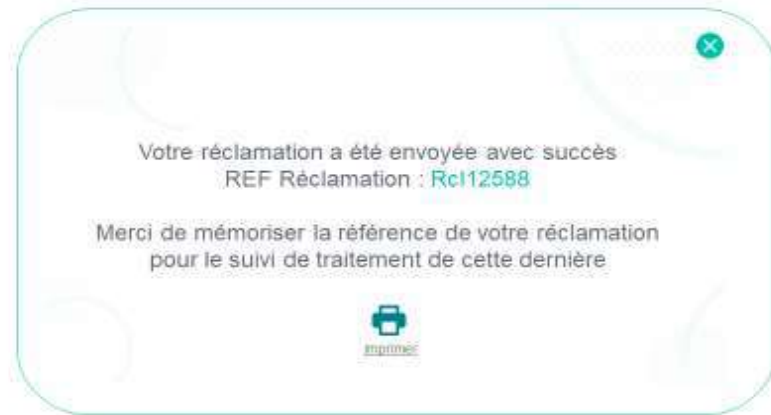 Votre réclamation a été envoyée avec succès
REF Réclamation : Rcl12588
Merci de mémoriser la référence de votre réclamation
pour le suivi de traitement de cette dernière
imprimer